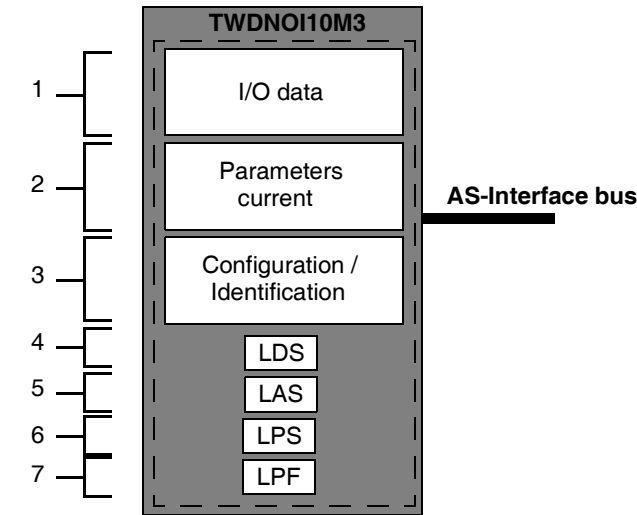 TWDNOI10M3
1
I/O data
2
Parameters
current
AS-Interface bus
3
Configuration /
Identification
4
LDS
5
LAS
6
LPS
7
LPF